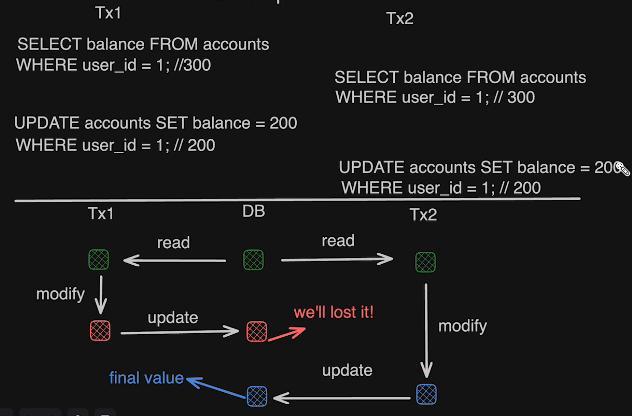 Tx1
Tx2
SELECT balance FROM accounts
WHERE user_id = 1; //300
SELECT balance FROM accounts
WHERE user_id = 1; // 300
UPDATE accounts SET balance = 200
WHERE user_id = 1; // 200
UPDATE accounts SET balance = 200
WHERE user_id = 1; // 200
Tx1
DB
Tx2
read
read
modify
update
we'll lost it!
modify
update
final value